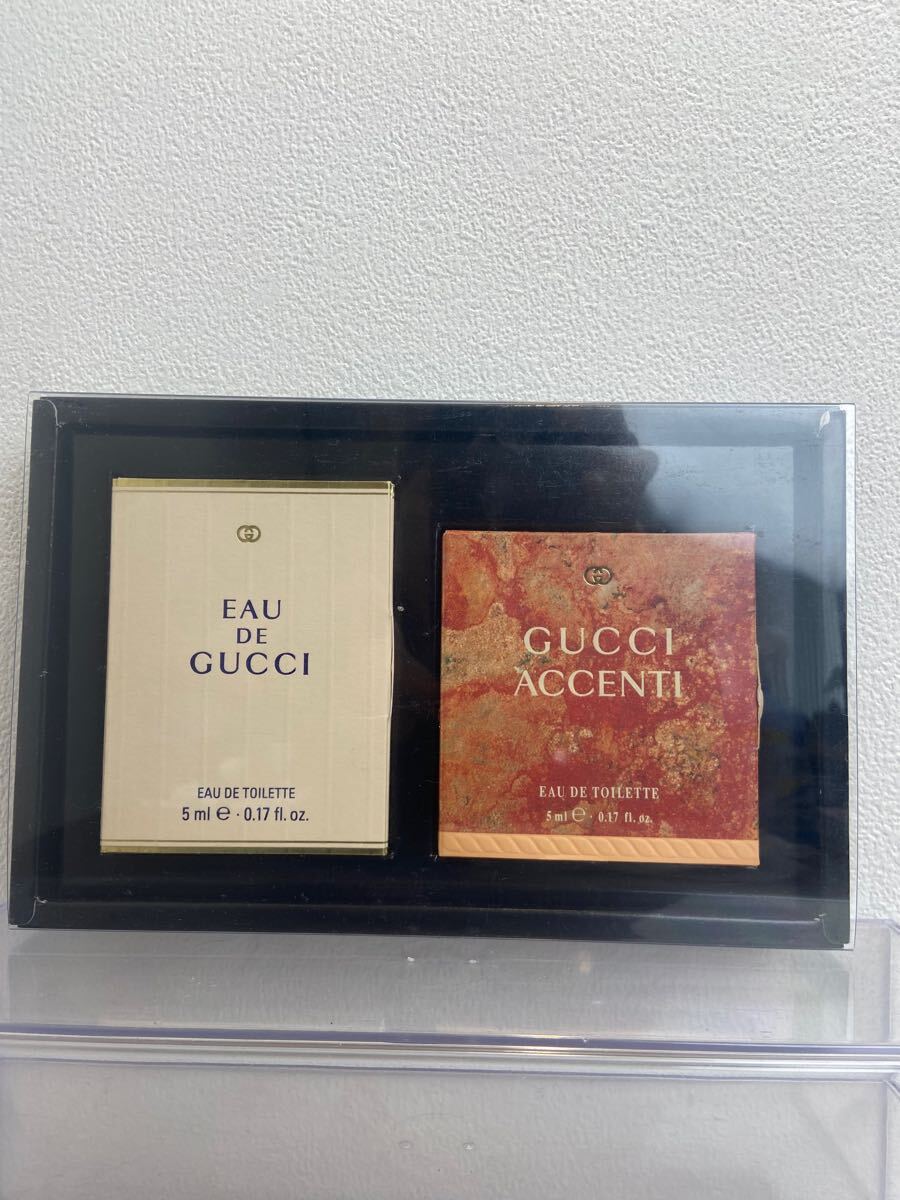 EAU
DE
GUCCI
EAU DE TOILETTE
5 ml e · 0.17 fl. oz.
GUCCI
ACCENTI
EAU DE TOILETTE
5 ml e · 0.17 fl. oz.